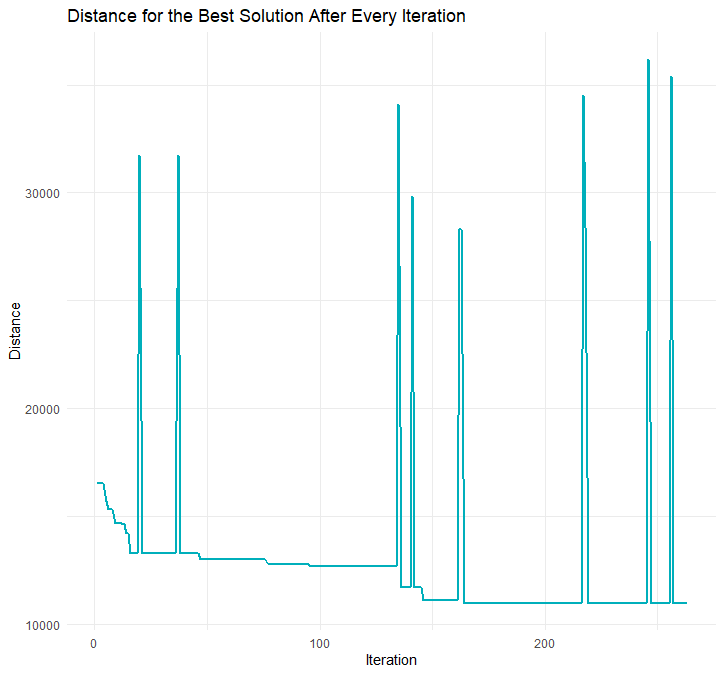 Distance for the Best Solution After Every Iteration
Distance
30000
20000
10000
0
100
200
Iteration